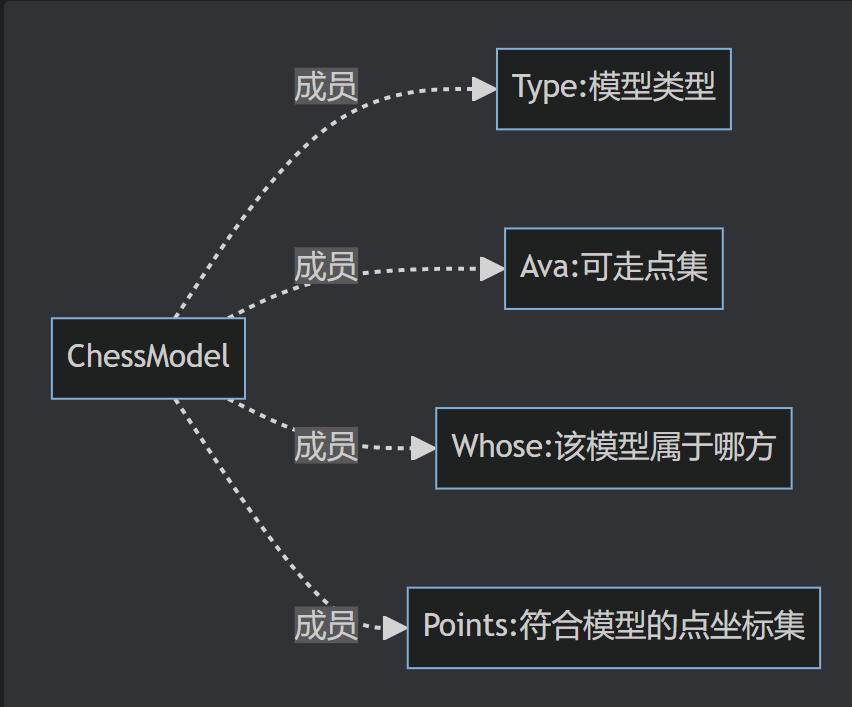 成员
Type:模型类型
成员
Ava:可走点集
ChessModel
成员
Whose:该模型属于哪方
成员
Points:符合模型的点坐标集